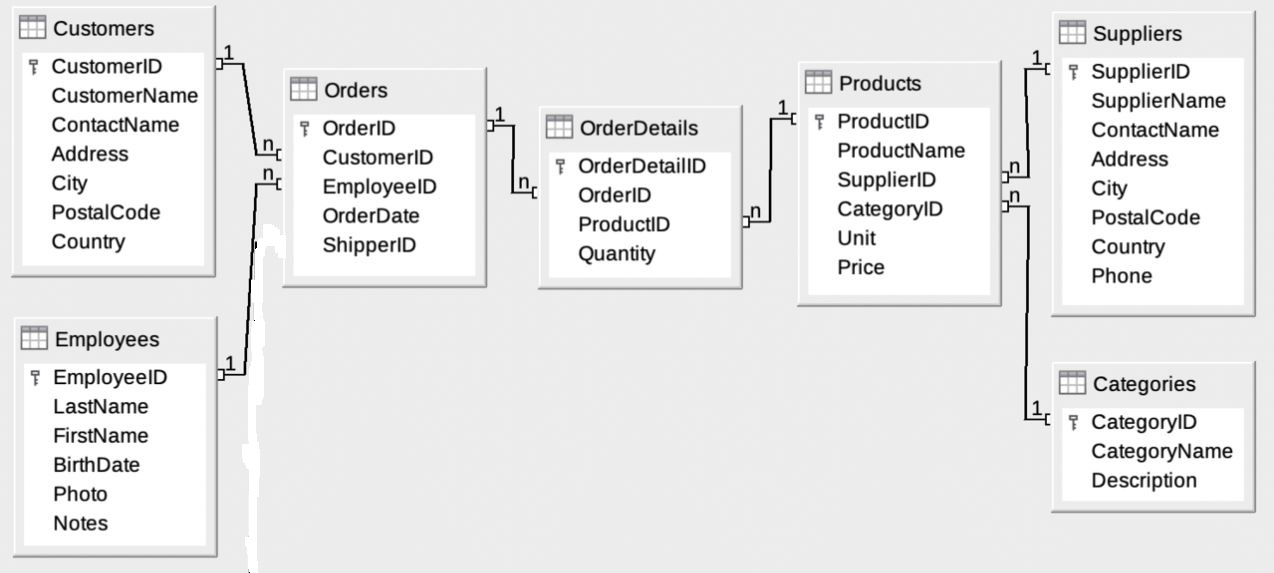 Customers
CustomerID
CustomerName
ContactName
Address
City
PostalCode
Country
1
n
Employees
EmployeeID
LastName
FirstName
BirthDate
Photo
Notes
1
n
Orders
OrderID
CustomerID
EmployeeID
OrderDate
ShipperID
1
n
OrderDetails
OrderDetailID
OrderID
ProductID
Quantity
n
1
Products
ProductID
ProductName
SupplierID
CategoryID
Unit
Price
n
1
n
1
Suppliers
SupplierID
SupplierName
ContactName
Address
City
PostalCode
Country
Phone
Categories
CategoryID
CategoryName
Description